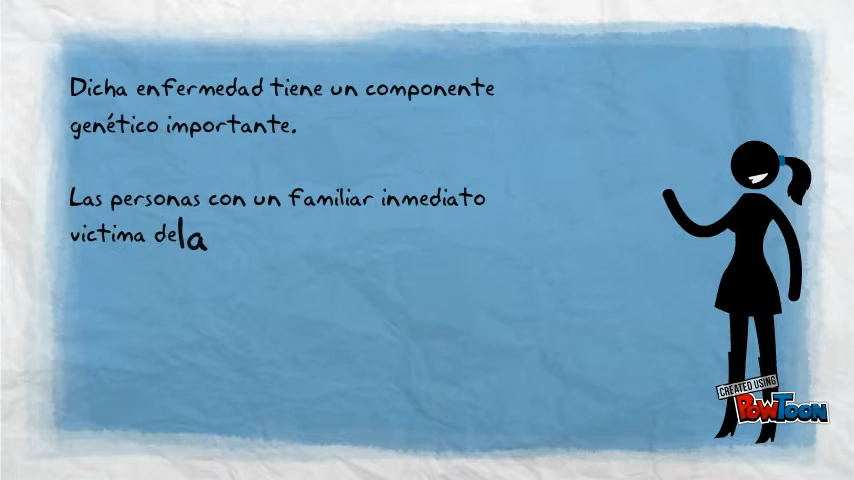 Dicha enfermedad tiene un componente
genético importante.
Las personas con un familiar inmediato
victima dela
CREATED USING
POWTOON